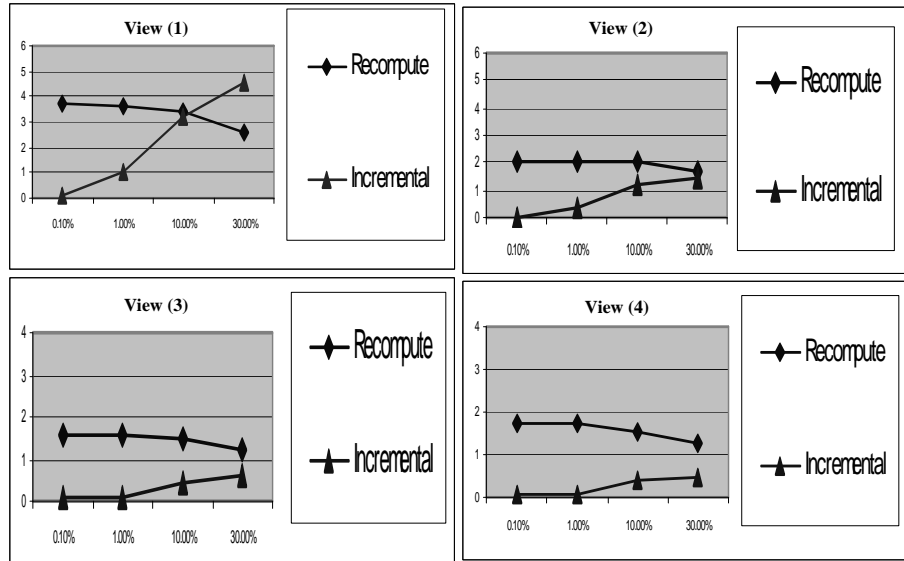 View (1)
6
5
4
3
2
1
0
0.10% 1.00% 10.00% 30.00%
Recompute
Incremental
View (2)
6
5
4
3
2
1
0
0.10% 1.00% 10.00% 30.00%
Recompute
Incremental
View (3)
4
3
2
1
0
0.10% 1.00% 10.00% 30.00%
Recompute
Incremental
View (4)
4
3
2
1
0
0.10% 1.00% 10.00% 30.00%
Recompute
Incremental